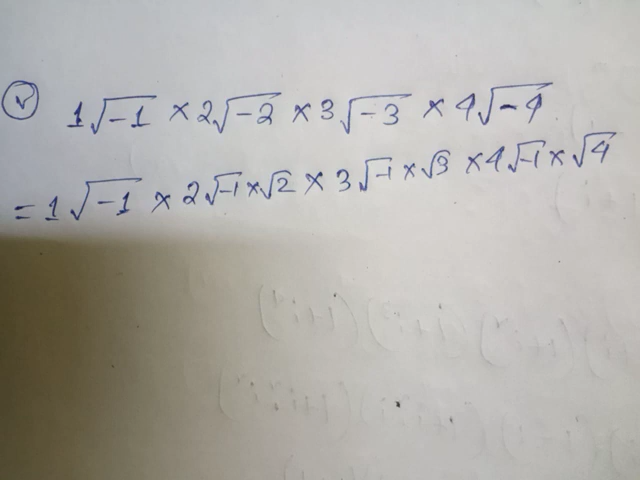 (v) 1√-1 × 2√-2 × 3√-3 × 4√-4
= 1√-1 × 2√-1 × √2 × 3√-1 × √3 × 4√-1 × √4